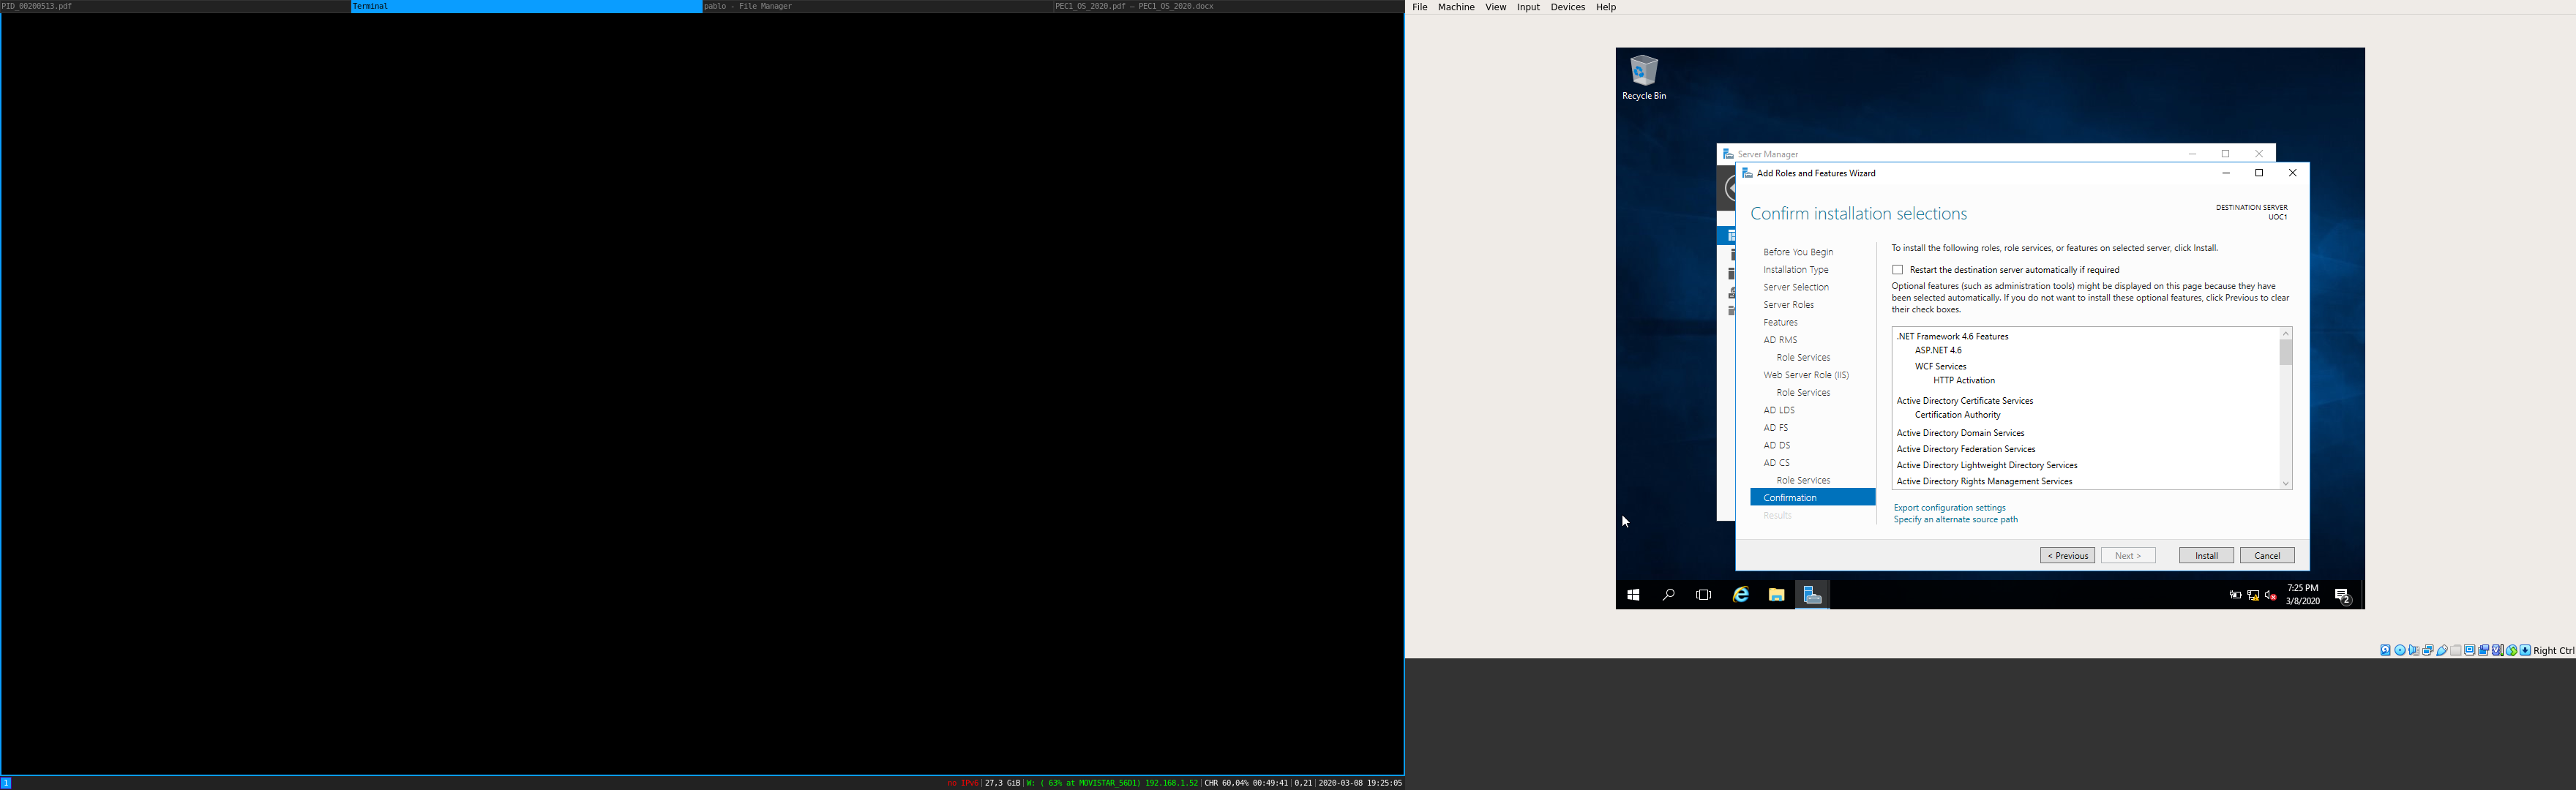 PID_00200513.pdf
Terminal
pablo - File Manager
PEC1_OS_2020.pdf — PEC1_OS_2020.docx
File Machine View Input Devices Help
Recycle Bin
Server Manager
Add Roles and Features Wizard
Confirm installation selections
DESTINATION SERVER
UOC1
Before You Begin
Installation Type
Server Selection
Server Roles
Features
AD RMS
Role Services
Web Server Role (IIS)
Role Services
AD LDS
AD FS
AD DS
AD CS
Role Services
Confirmation
Results
To install the following roles, role services, or features on selected server, click Install.
Restart the destination server automatically if required
Optional features (such as administration tools) might be displayed on this page because they have
been selected automatically. If you do not want to install these optional features, click Previous to clear
their check boxes.
.NET Framework 4.6 Features
ASP.NET 4.6
WCF Services
HTTP Activation
Active Directory Certificate Services
Certification Authority
Active Directory Domain Services
Active Directory Federation Services
Active Directory Lightweight Directory Services
Active Directory Rights Management Services
Export configuration settings
Specify an alternate source path
< Previous
Next >
Install
Cancel
7:25 PM
3/8/2020
2
Right Ctrl
1
no IPv6|27,3 GiB|W: ( 63% at MOVISTAR_56D1) 192.168.1.52|CHR 60,04% 00:49:41|0,21|2020-03-08 19:25:05